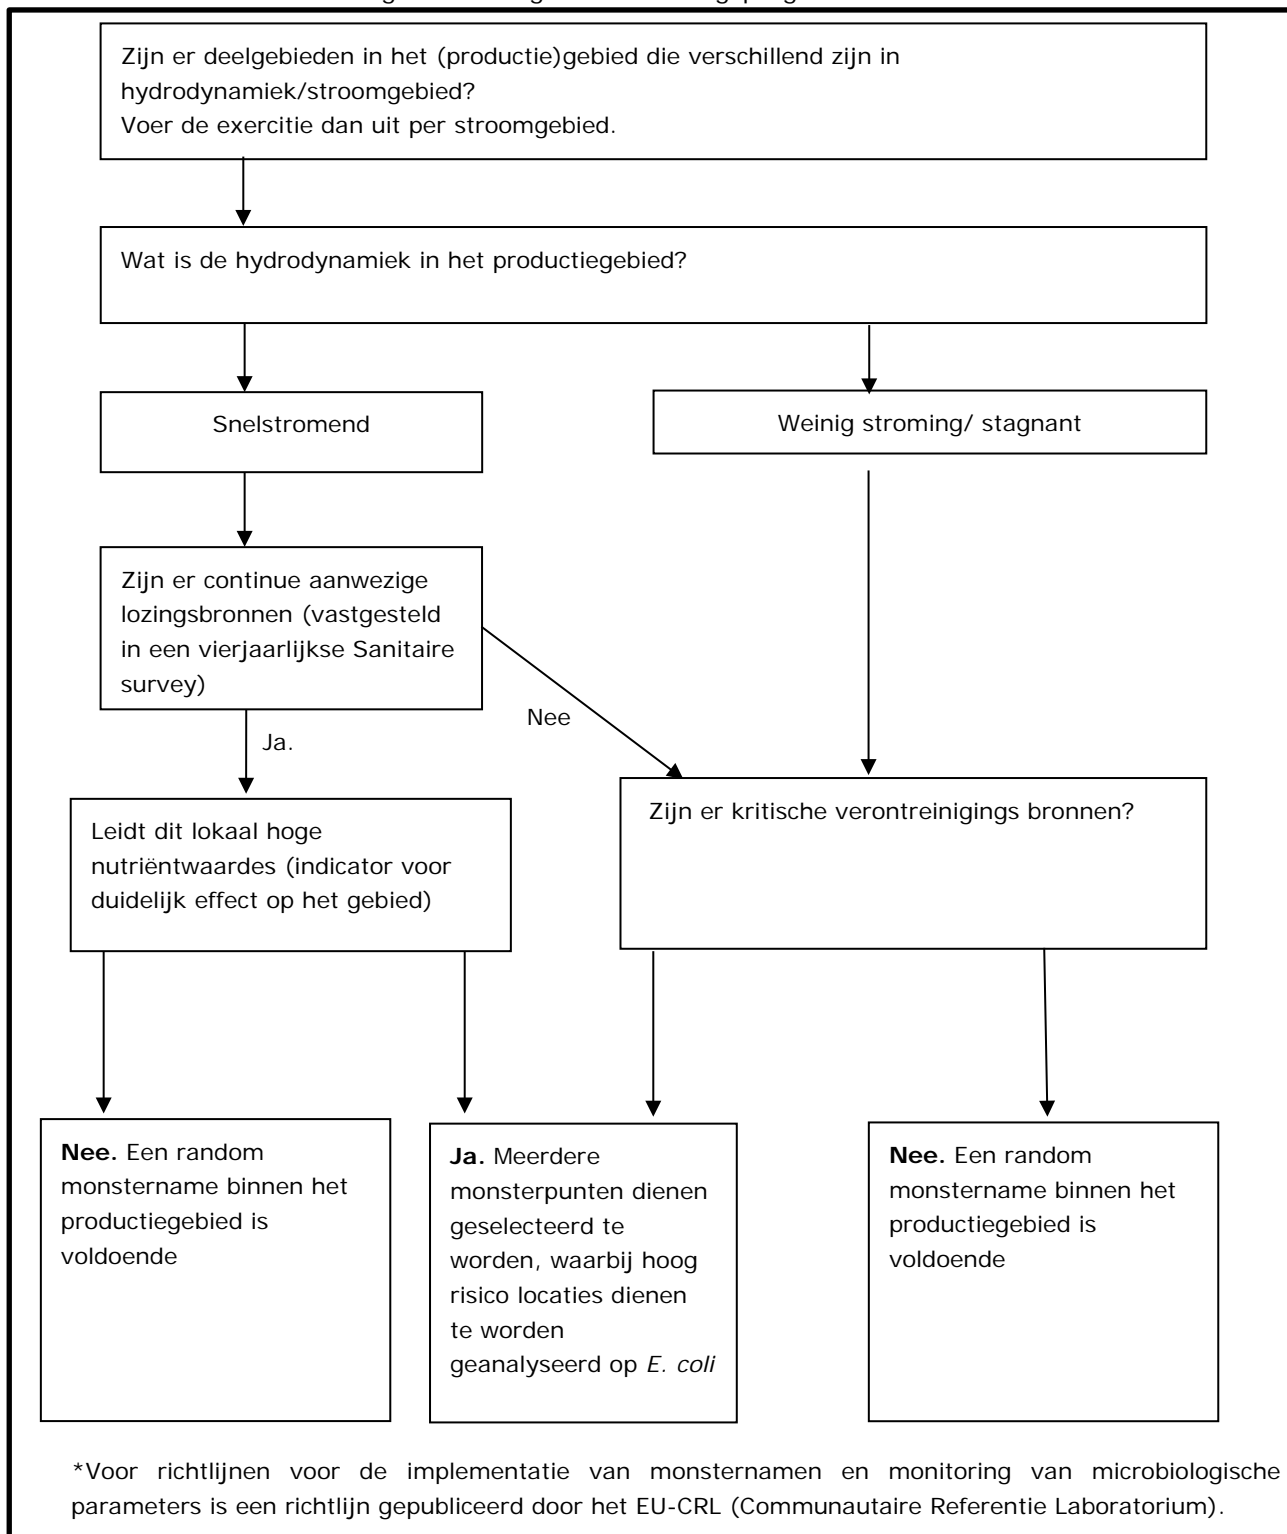 Zijn er deelgebieden in het (productie)gebied die verschillend zijn in
hydrodynamiek/stroomgebied?
Voer de exercitie dan uit per stroomgebied.
Wat is de hydrodynamiek in het productiegebied?
Snelstromend
Weinig stroming/ stagnant
Zijn er continue aanwezige
lozingsbronnen (vastgesteld
in een vierjaarlijkse Sanitaire
survey)
Nee
Ja.
Leidt dit lokaal hoge
nutriëntwaardes (indicator voor
duidelijk effect op het gebied)
Zijn er kritische verontreinigings bronnen?
Nee. Een random
monstername binnen het
productiegebied is
voldoende
Ja. Meerdere
monsterpunten dienen
geselecteerd te
worden, waarbij hoog
risico locaties dienen
te worden
geanalyseerd op E. coli
Nee. Een random
monstername binnen het
productiegebied is
voldoende
*Voor richtlijnen voor de implementatie van monsternamen en monitoring van microbiologische
parameters is een richtlijn gepubliceerd door het EU-CRL (Communautaire Referentie Laboratorium).